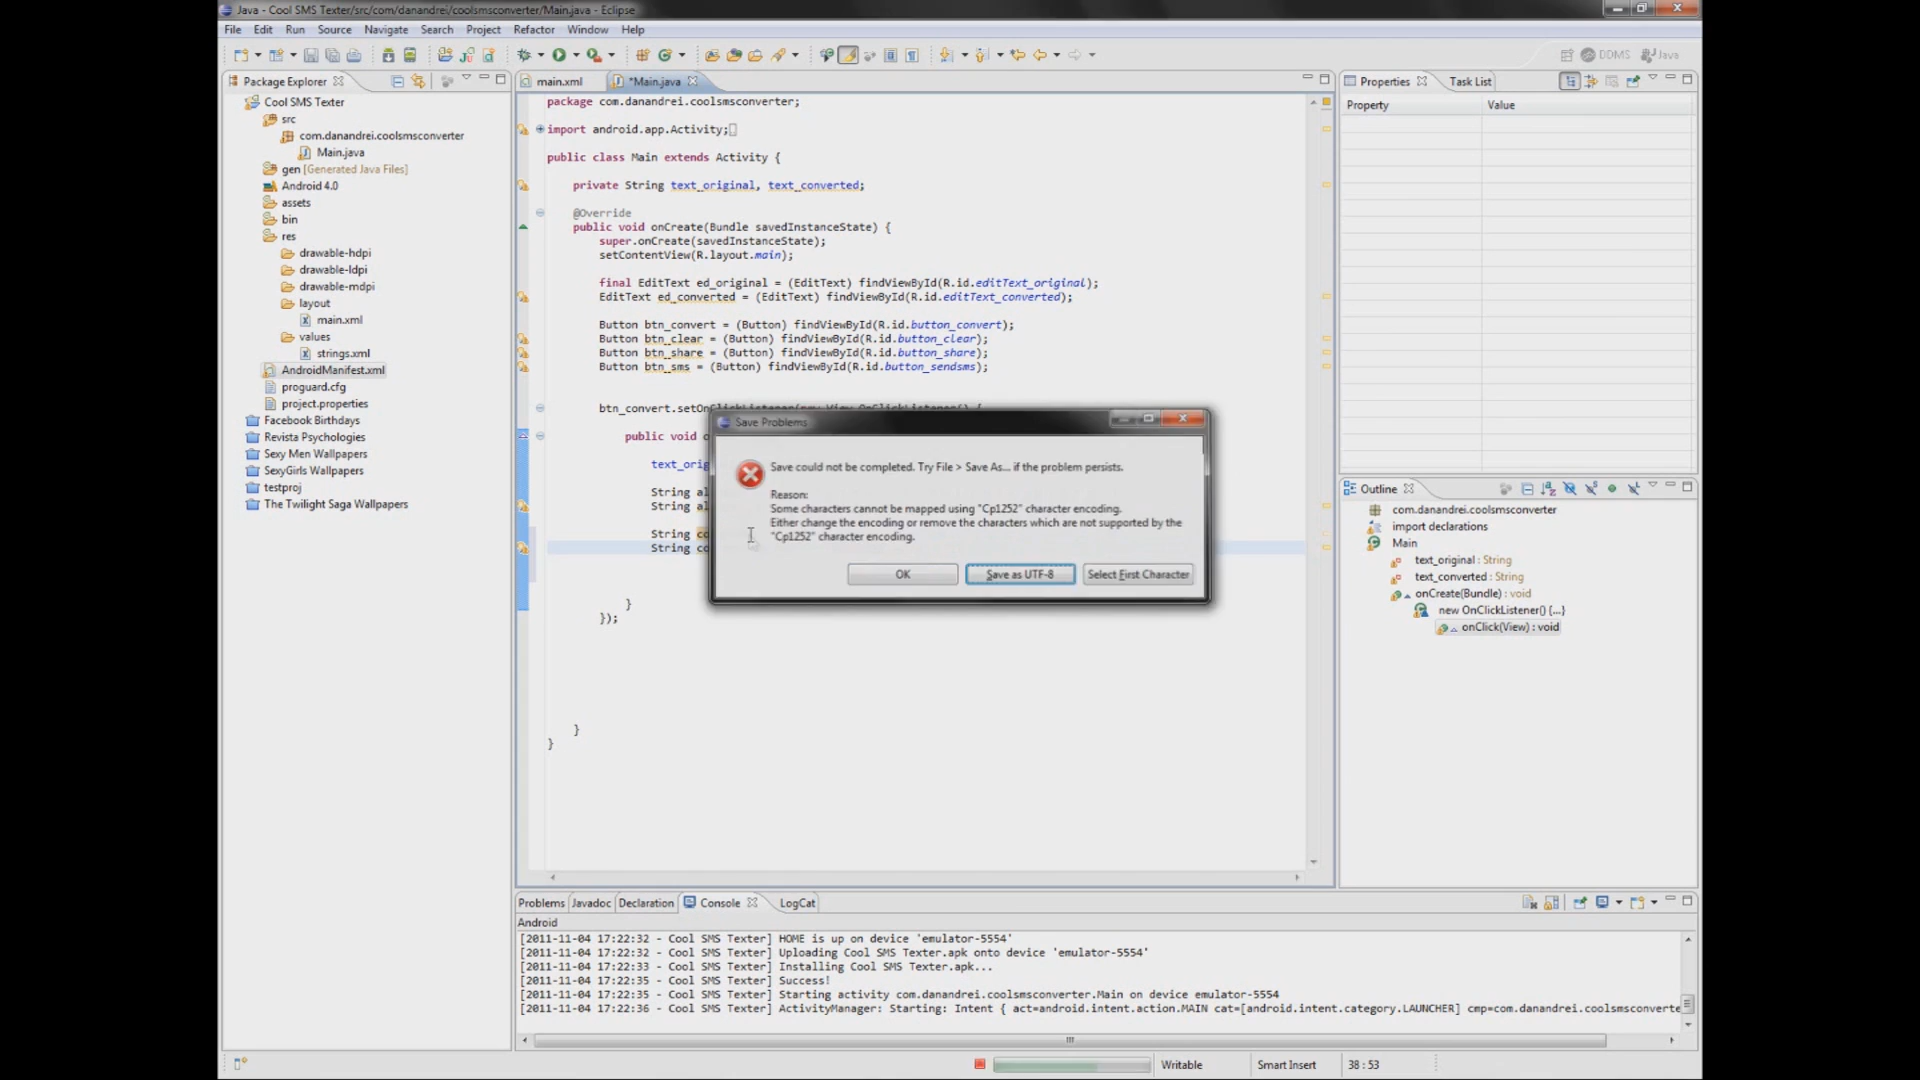 Java - Cool SMS Texter/src/com/danandrei/coolsmsconverter/Main.java - Eclipse
File Edit Run Source Refactor Navigate Search Project Refactor Window Help
DDMS Java
Package Explorer
Cool SMS Texter
src
com.danandrei.coolsmsconverter
Main.java
gen [Generated Java Files]
Android 4.0
assets
bin
res
drawable-hdpi
drawable-ldpi
drawable-mdpi
layout
main.xml
values
strings.xml
AndroidManifest.xml
proguard.cfg
project.properties
Facebook Birthdays
Revista Psychologies
Sexy Men Wallpapers
SexyGirls Wallpapers
testproj
The Twilight Saga Wallpapers
main.xml *Main.java
package com.danandrei.coolsmsconverter;
import android.app.Activity;
public class Main extends Activity {
private String text_original, text_converted;
@Override
public void onCreate(Bundle savedInstanceState) {
super.onCreate(savedInstanceState);
setContentView(R.layout.main);
final EditText ed_original = (EditText) findViewById(R.id.editText_original);
EditText ed_converted = (EditText) findViewById(R.id.editText_converted);
Button btn_convert = (Button) findViewById(R.id.button_convert);
Button btn_clear = (Button) findViewById(R.id.button_clear);
Button btn_share = (Button) findViewById(R.id.button_share);
Button btn_sms = (Button) findViewById(R.id.button_sendsms);
btn_convert.setOnClickListener(new View.OnClickListener() {
public void o
text_orig
String al
String al
String co
String co
}
});
}
}
Save Problems
Save could not be completed. Try File > Save As... if the problem persists.
Reason:
Some characters cannot be mapped using "Cp1252" character encoding.
Either change the encoding or remove the characters which are not supported by the
"Cp1252" character encoding.
OK Save as UTF-8 Select First Character
Properties Task List
Property Value
Outline
com.danandrei.coolsmsconverter
import declarations
Main
text_original : String
text_converted : String
onCreate(Bundle) : void
new OnClickListener() {...}
onClick(View) : void
Problems Javadoc Declaration Console LogCat
Android
[2011-11-04 17:22:32 - Cool SMS Texter] HOME is up on device 'emulator-5554'
[2011-11-04 17:22:32 - Cool SMS Texter] Uploading Cool SMS Texter.apk onto device 'emulator-5554'
[2011-11-04 17:22:33 - Cool SMS Texter] Installing Cool SMS Texter.apk...
[2011-11-04 17:22:35 - Cool SMS Texter] Success!
[2011-11-04 17:22:35 - Cool SMS Texter] Starting activity com.danandrei.coolsmsconverter.Main on device emulator-5554
[2011-11-04 17:22:36 - Cool SMS Texter] ActivityManager: Starting: Intent { act=android.intent.action.MAIN cat=[android.intent.category.LAUNCHER] cmp=com.danandrei.coolsmsconverte
Writable Smart Insert 38 : 53